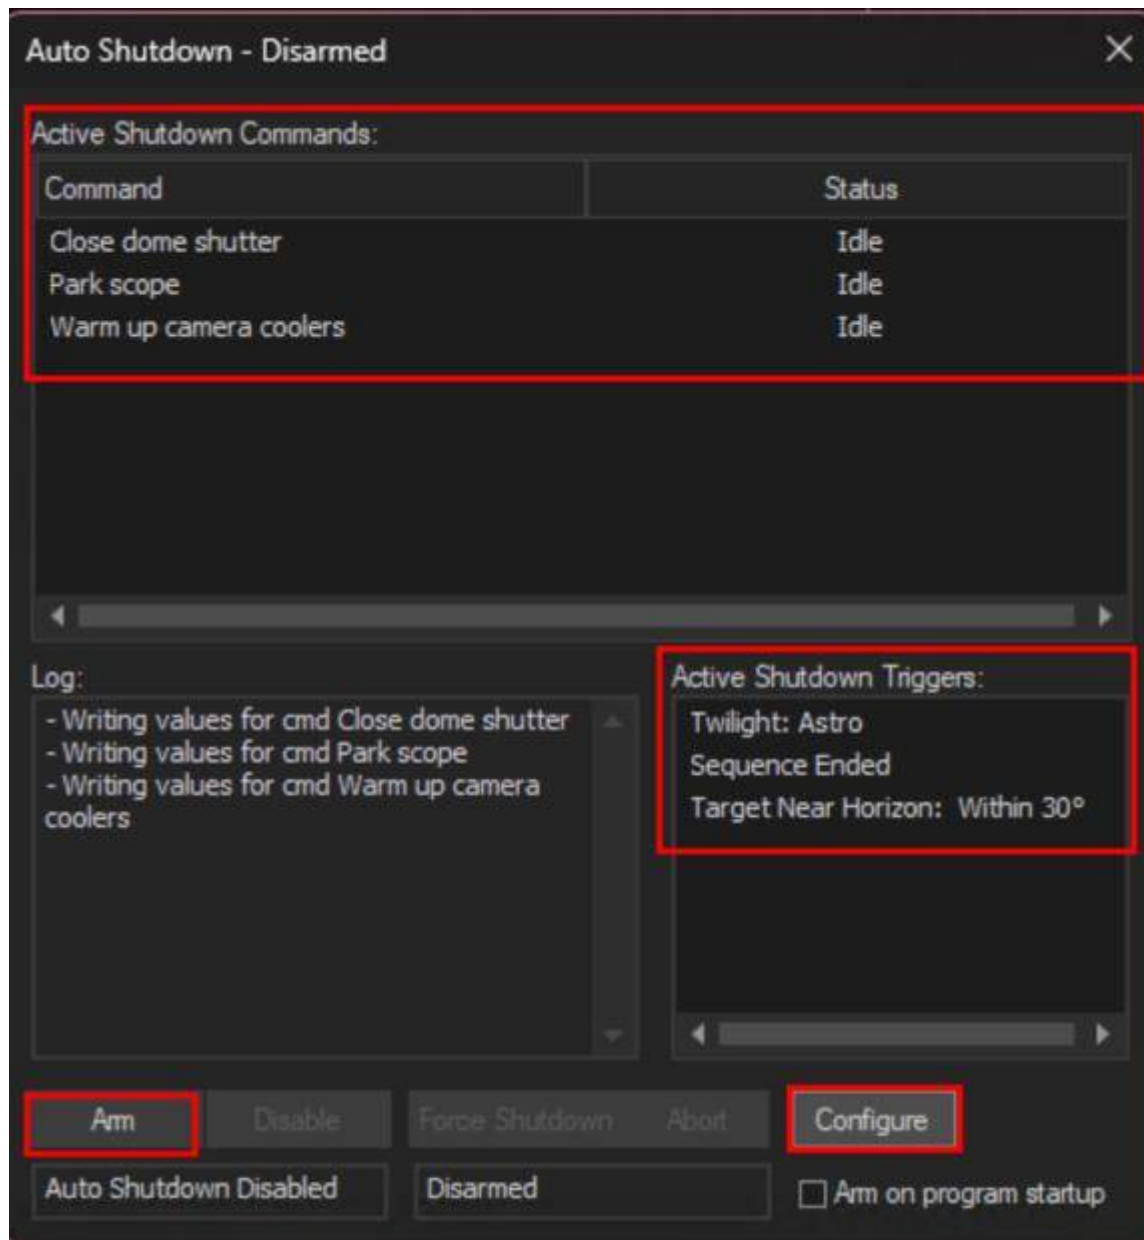 Auto Shutdown - Disarmed
Active Shutdown Commands:
Command Status
Close dome shutter Idle
Park scope Idle
Warm up camera coolers Idle
Log:
- Writing values for cmd Close dome shutter
- Writing values for cmd Park scope
- Writing values for cmd Warm up camera
coolers
Active Shutdown Triggers:
Twilight: Astro
Sequence Ended
Target Near Horizon: Within 30°
Arm Disable Force Shutdown Abort Configure
Auto Shutdown Disabled Disarmed Arm on program startup